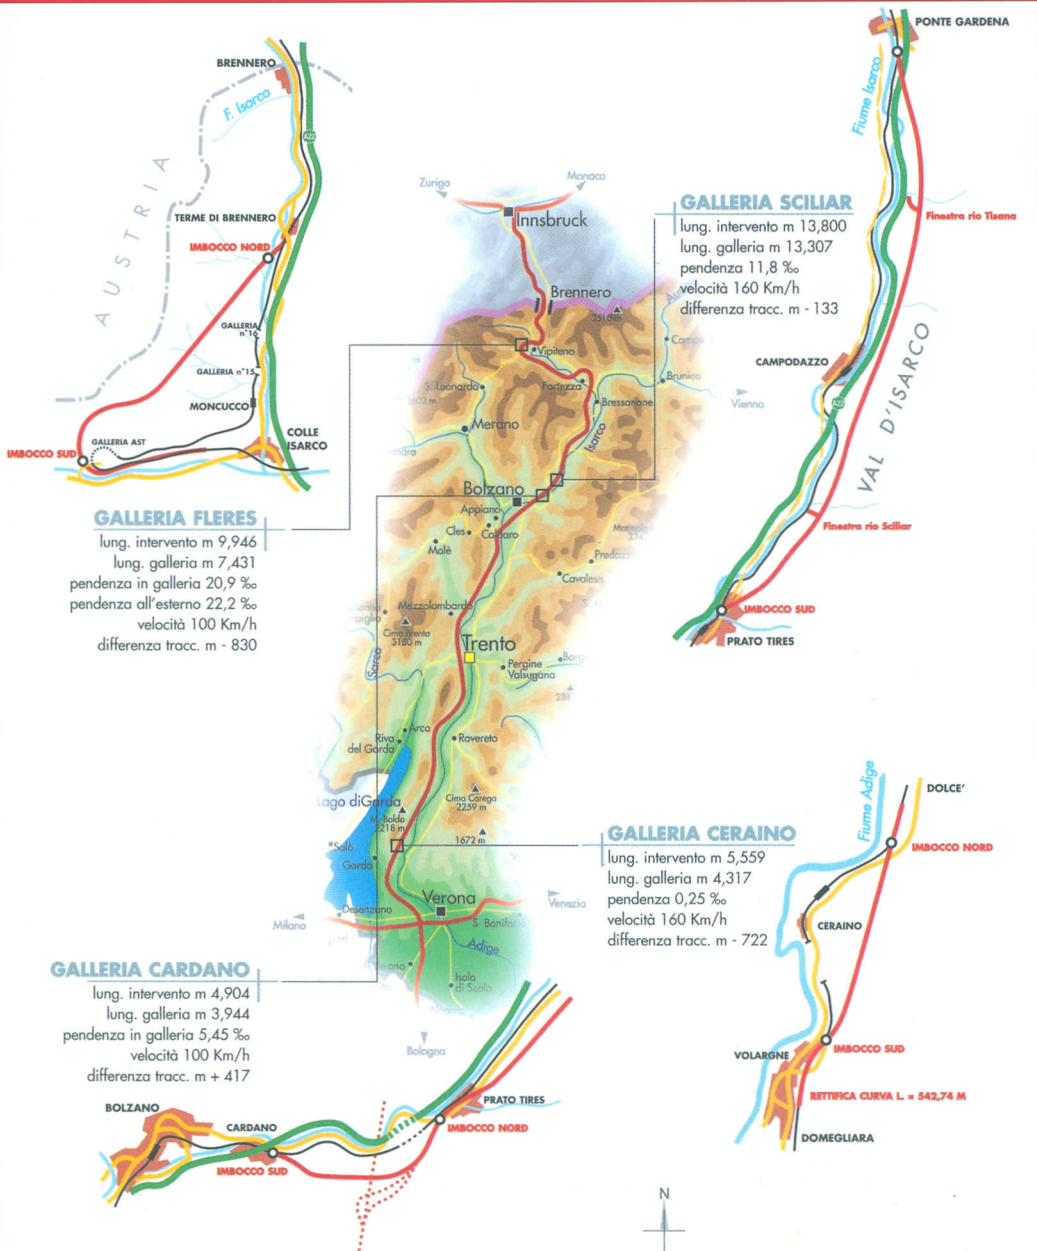 BRENNERO
F. Isarco
A22
AUSTRIA
TERME DI BRENNERO
IMBOCCO NORD
GALLERIA
n°16
GALLERIA n°15
MONCUCCO
COLLE
ISARCO
GALLERIA AST
IMBOCCO SUD
GALLERIA FLERES
lung. intervento m 9,946
lung. galleria m 7,431
pendenza in galleria 20,9 ‰
pendenza all'esterno 22,2 ‰
velocità 100 Km/h
differenza tracc. m - 830
Zurigo
Monaco
Innsbruck
Brennero
3510 m
Vipiteno
S. Leonardo
Fortezza
Brunico
Bressanone
Vienna
Merano
Isarco
Bolzano
Appiano
Cles
Caldaro
Malè
Cavalese
Mezzolombardo
Cima Brenta
3150 m
Sarca
Trento
Pergine
Valsugana
Arco
Riva
del Garda
Rovereto
Lago diGarda
Cima Carega
2259 m
M. Baldo
2218 m
1672 m
Salò
Garda
Verona
Desenzano
Milano
S. Bonifacio
Venezia
Adige
Isola
di Scala
Bologna
GALLERIA SCILIAR
lung. intervento m 13,800
lung. galleria m 13,307
pendenza 11,8 ‰
velocità 160 Km/h
differenza tracc. m - 133
PONTE GARDENA
Fiume Isarco
Finestra rio Tisana
CAMPODAZZO
A22
VAL D'ISARCO
Finestra rio Sciliar
IMBOCCO SUD
PRATO TIRES
GALLERIA CERAINO
lung. intervento m 5,559
lung. galleria m 4,317
pendenza 0,25 ‰
velocità 160 Km/h
differenza tracc. m - 722
Fiume Adige
DOLCE'
IMBOCCO NORD
CERAINO
VOLARGNE
IMBOCCO SUD
RETTIFICA CURVA L. = 542,74 M
DOMEGLIARA
GALLERIA CARDANO
lung. intervento m 4,904
lung. galleria m 3,944
pendenza in galleria 5,45 ‰
velocità 100 Km/h
differenza tracc. m + 417
BOLZANO
CARDANO
IMBOCCO SUD
PRATO TIRES
IMBOCCO NORD
N